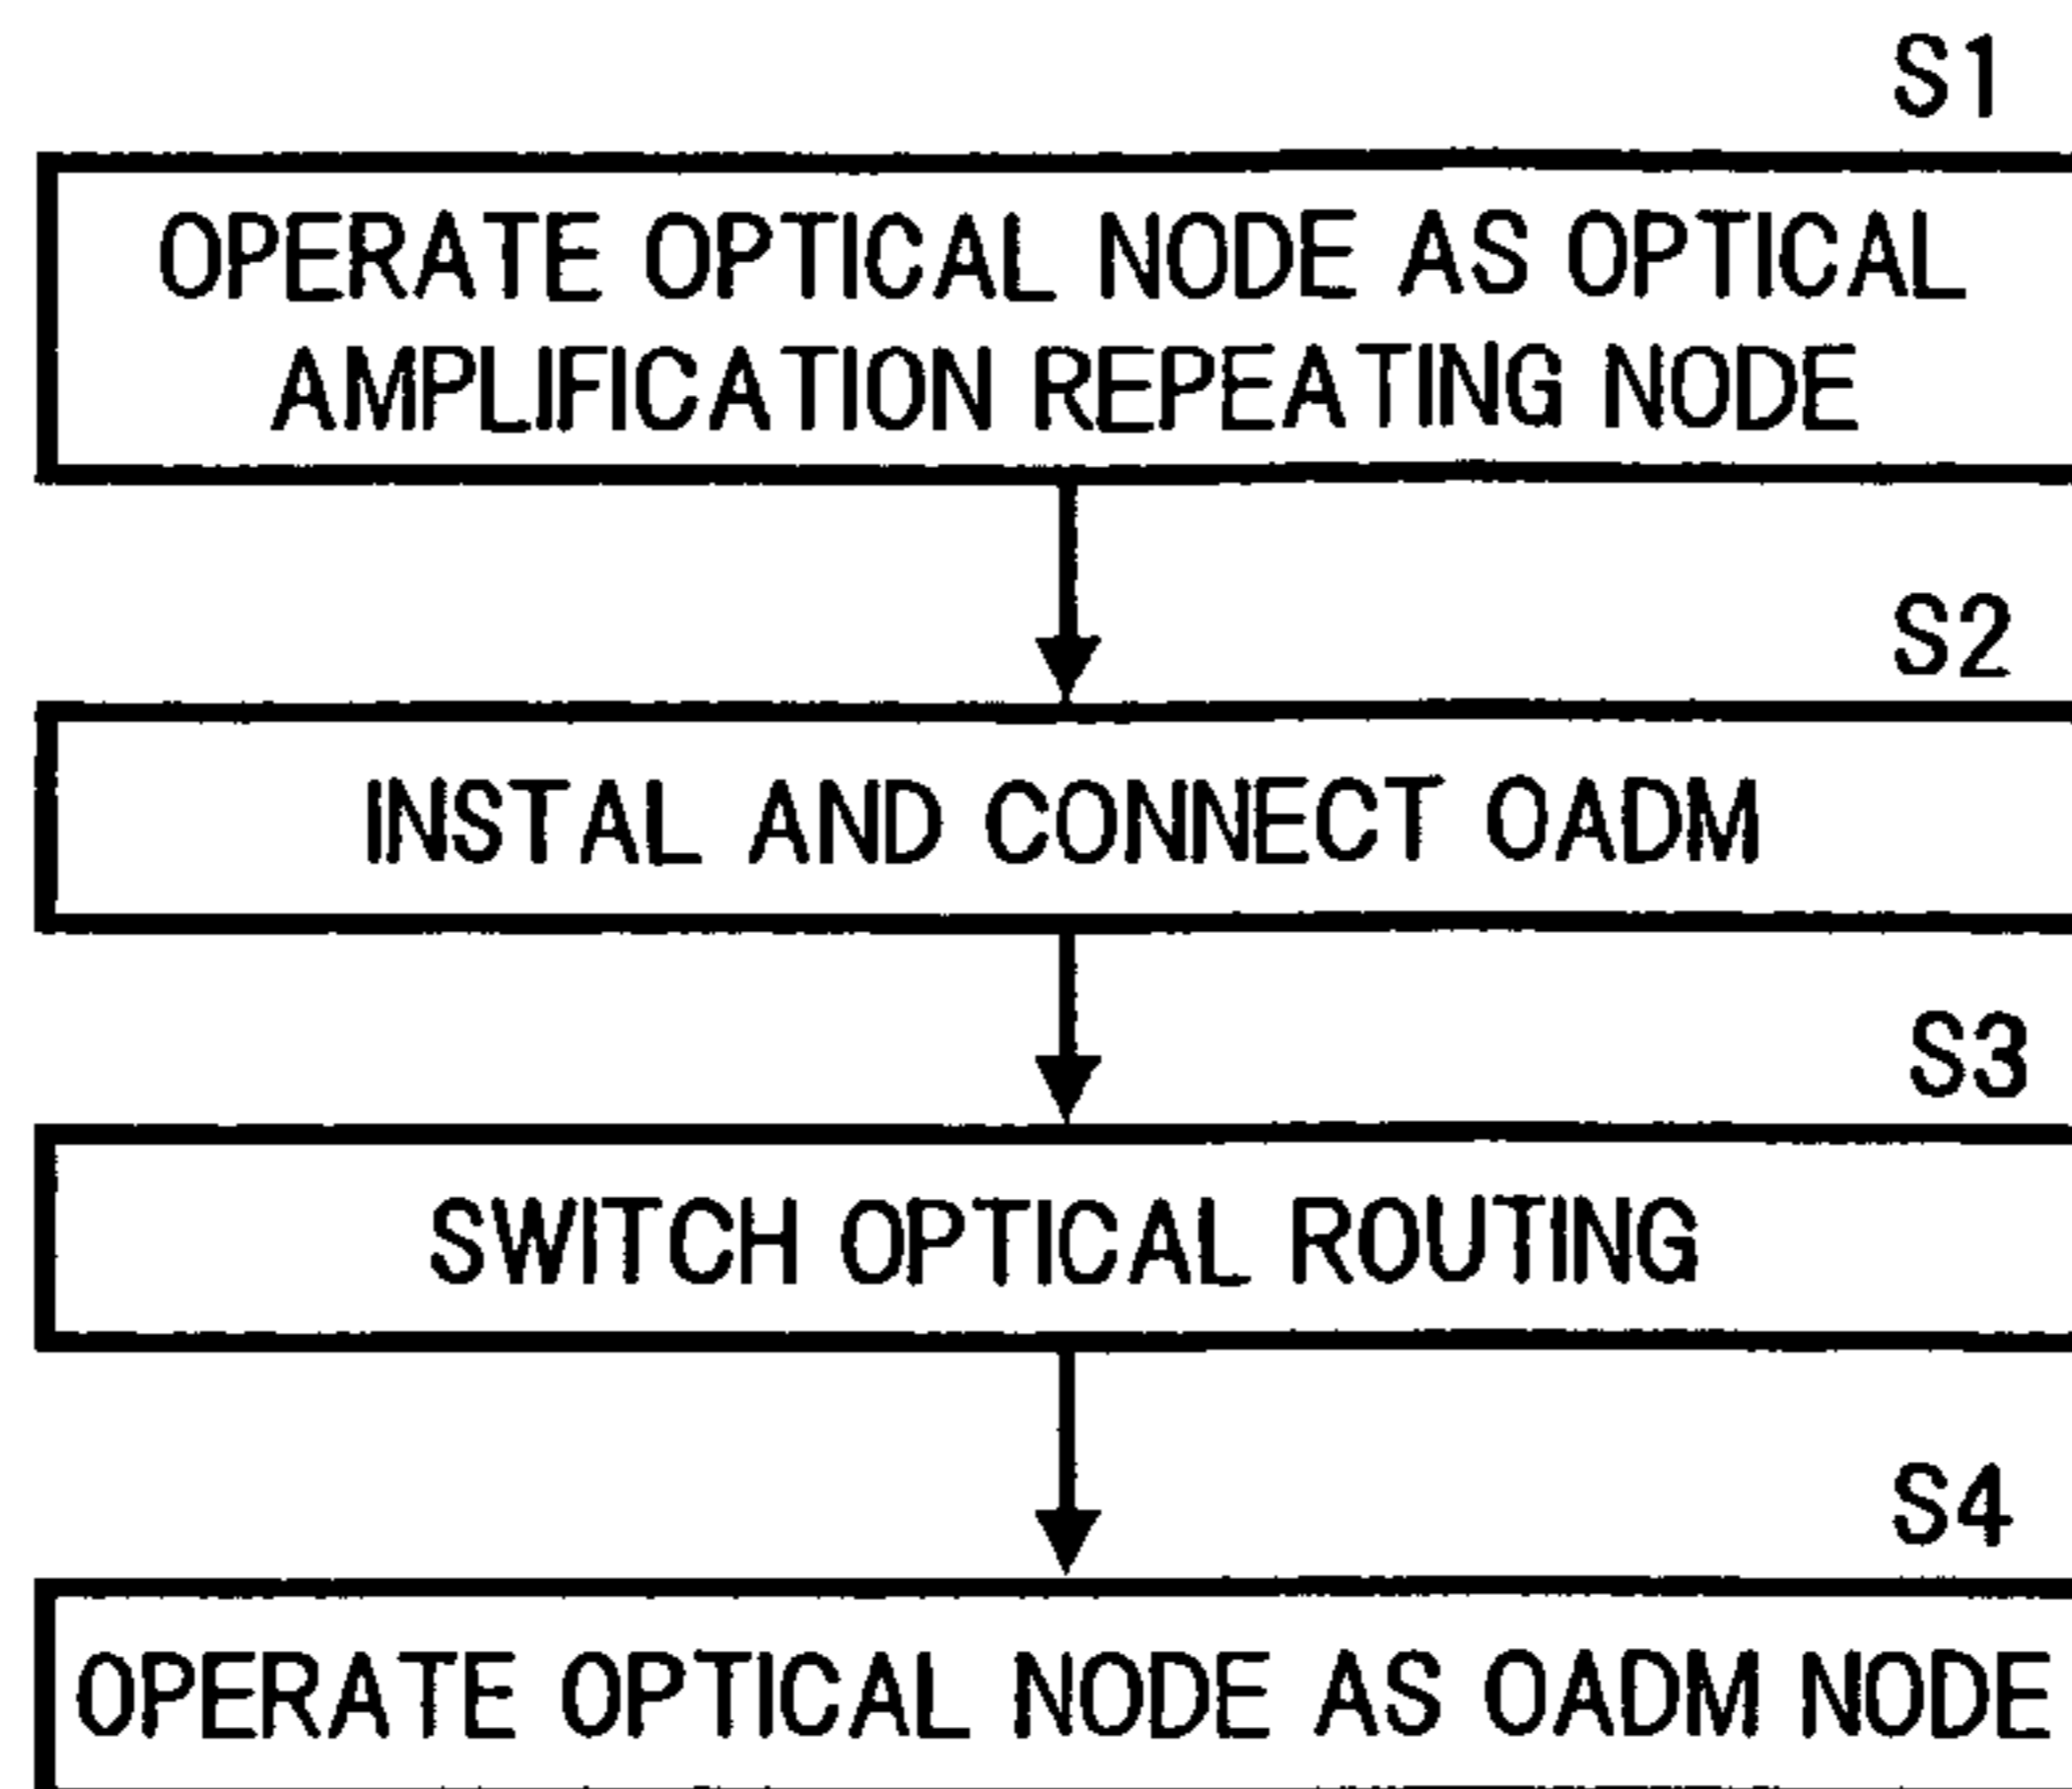 S1
OPERATE OPTICAL NODE AS OPTICAL
AMPLIFICATION REPEATING NODE
S2
INSTAL AND CONNECT OADM
S3
SWITCH OPTICAL ROUTING
S4
OPERATE OPTICAL NODE AS OADM NODE